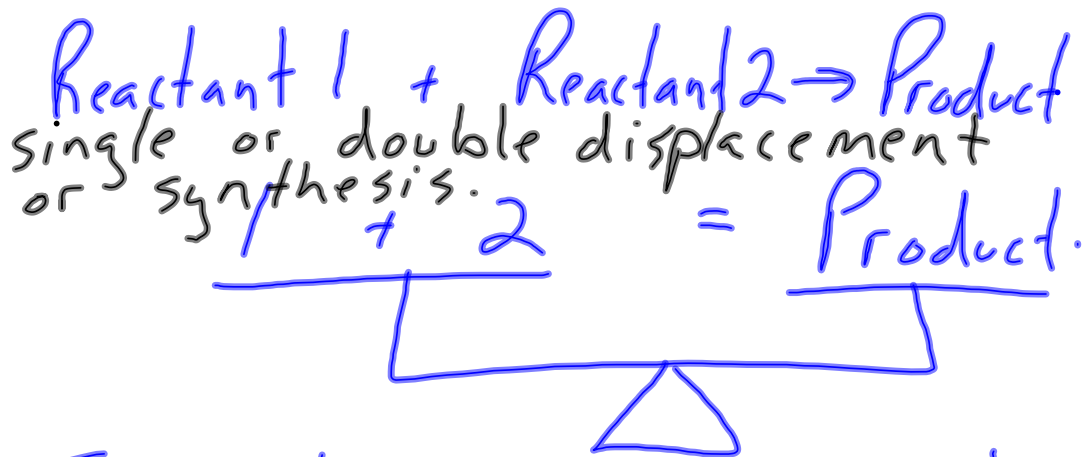 Reactant 1 + Reactant 2 → Product.
single or double displacement
or synthesis.
1 + 2 = Product.